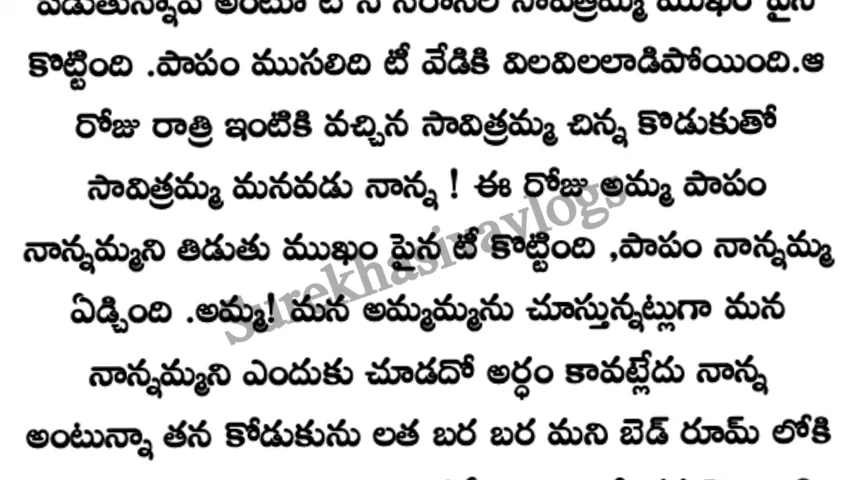 కొట్టింది .పాపం ముసలిది టీ వేడికి విలవిలలాడిపోయింది.ఆ
రోజు రాత్రి ఇంటికి వచ్చిన సావిత్రమ్మ చిన్న కొడుకుతో
సావిత్రమ్మ మనవడు నాన్న ! ఈ రోజు అమ్మ పాపం
నాన్నమ్మని తిడుతు ముఖం పైన టీ కొట్టింది ,పాపం నాన్నమ్మ
ఏడ్చింది .అమ్మ! మన అమ్మమ్మను చూస్తున్నట్లుగా మన
నాన్నమ్మని ఎందుకు చూడదో అర్ధం కావట్లేదు నాన్న
అంటున్నా తన కోడుకును లత బర బర మని బెడ్ రూమ్ లోకి
Surekhasivavlogs